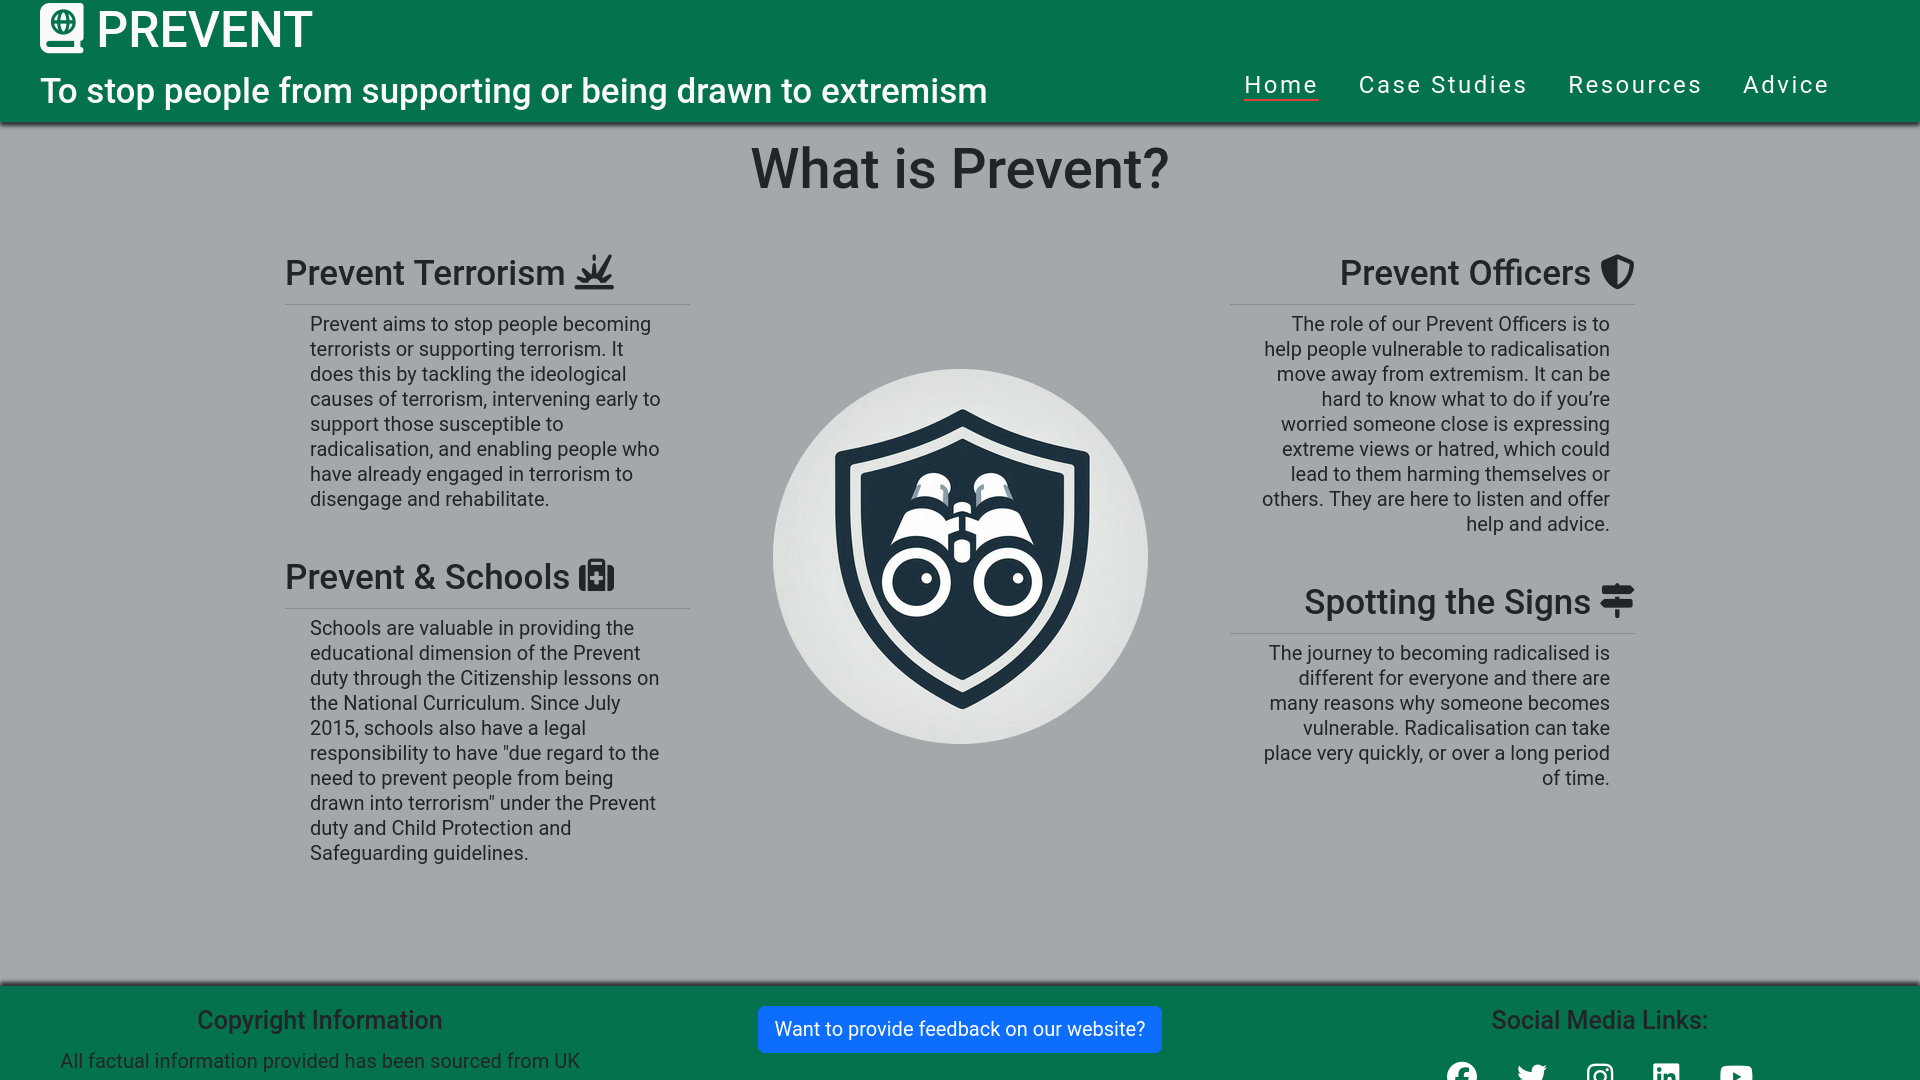 PREVENT
To stop people from supporting or being drawn to extremism
Home
Case Studies
Resources
Advice
What is Prevent?
Prevent Terrorism
Prevent aims to stop people becoming
terrorists or supporting terrorism. It
does this by tackling the ideological
causes of terrorism, intervening early to
support those susceptible to
radicalisation, and enabling people who
have already engaged in terrorism to
disengage and rehabilitate.
Prevent & Schools
Schools are valuable in providing the
educational dimension of the Prevent
duty through the Citizenship lessons on
the National Curriculum. Since July
2015, schools also have a legal
responsibility to have "due regard to the
need to prevent people from being
drawn into terrorism" under the Prevent
duty and Child Protection and
Safeguarding guidelines.
Prevent Officers
The role of our Prevent Officers is to
help people vulnerable to radicalisation
move away from extremism. It can be
hard to know what to do if you’re
worried someone close is expressing
extreme views or hatred, which could
lead to them harming themselves or
others. They are here to listen and offer
help and advice.
Spotting the Signs
The journey to becoming radicalised is
different for everyone and there are
many reasons why someone becomes
vulnerable. Radicalisation can take
place very quickly, or over a long period
of time.
Copyright Information
All factual information provided has been sourced from UK
Want to provide feedback on our website?
Social Media Links: